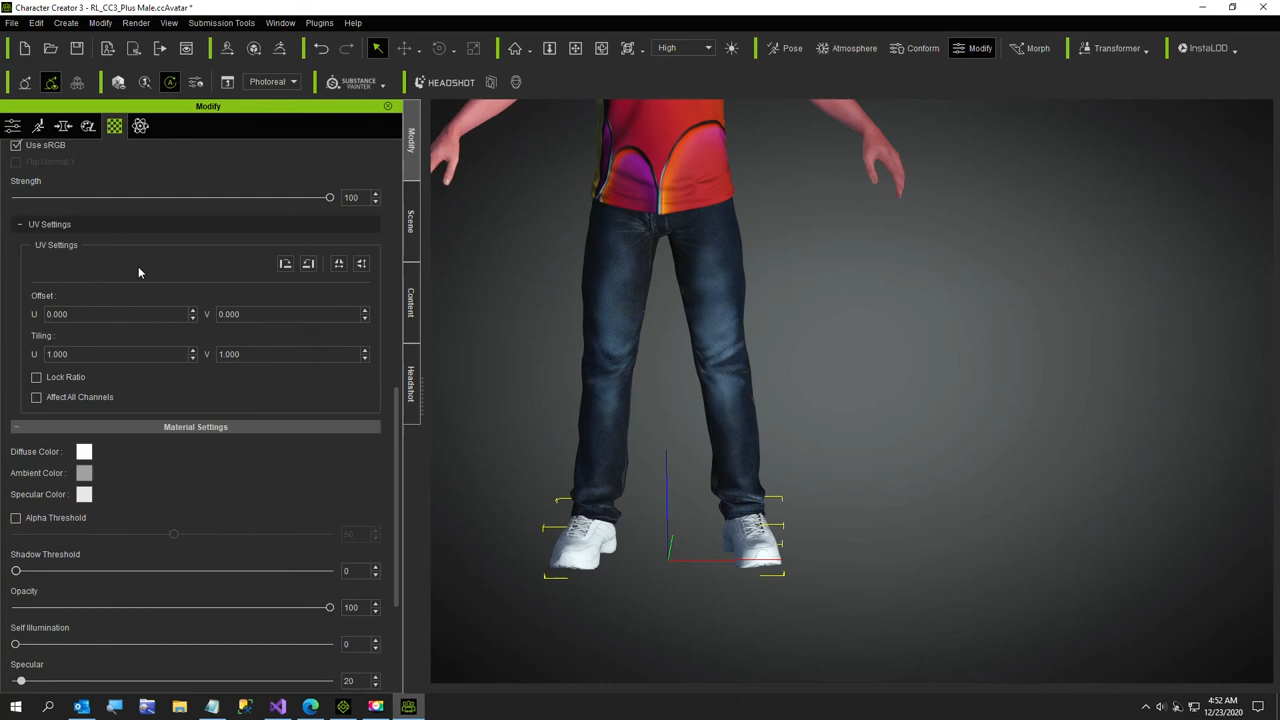 Character Creator 3 - RL_CC3_Plus Male.ccAvatar *
File Edit Create Modify Render View Submission Tools Window Plugins Help
High Pose Atmosphere Conform Modify Morph Transformer InstaLOD
Photoreal SUBSTANCE PAINTER HEADSHOT
Modify
Use sRGB
Flip Normal Y
Strength
100
UV Settings
UV Settings
Offset :
U 0.000 V 0.000
Tiling :
U 1.000 V 1.000
Lock Ratio
Affect All Channels
Material Settings
Diffuse Color :
Ambient Color :
Specular Color :
Alpha Threshold
50
Shadow Threshold
0
Opacity
100
Self Illumination
0
Specular
20
Modify
Scene
Content
Headshot
4:52 AM
12/23/2020